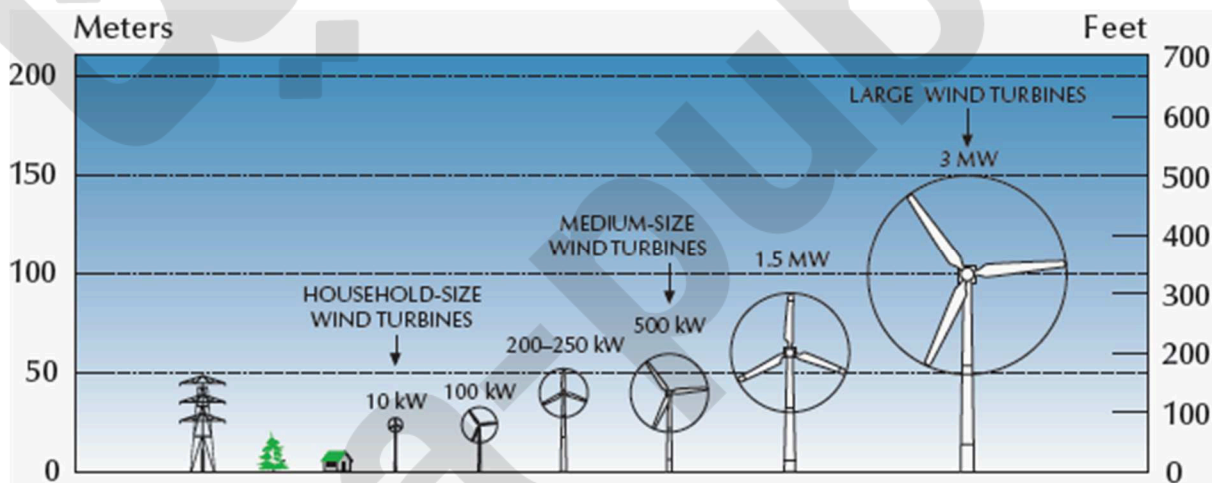 Meters
Feet
200
150
100
50
0
700
600
500
400
300
200
100
0
LARGE WIND TURBINES
3 MW
MEDIUM-SIZE
WIND TURBINES
1.5 MW
HOUSEHOLD-SIZE
WIND TURBINES
500 kW
200–250 kW
100 kW
10 kW